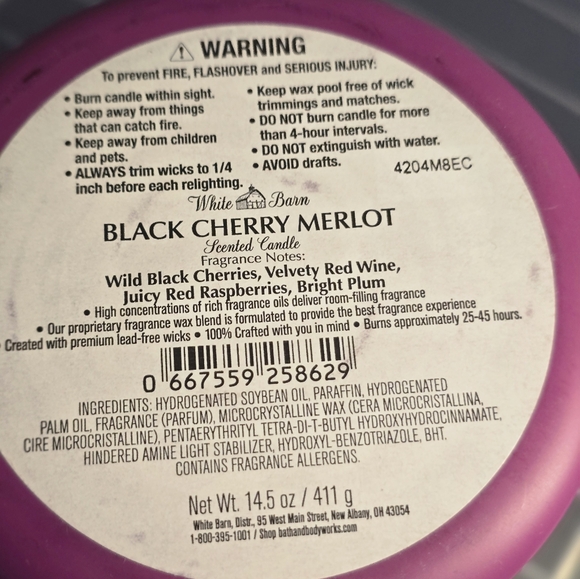 WARNING
To prevent FIRE, FLASHOVER and SERIOUS INJURY:
• Burn candle within sight.
• Keep away from things
that can catch fire.
• Keep away from children
and pets.
• ALWAYS trim wicks to 1/4
inch before each relighting.
• Keep wax pool free of wick
trimmings and matches.
• DO NOT burn candle for more
than 4-hour intervals.
• DO NOT extinguish with water.
• AVOID drafts.
4204M8EC
White Barn
BLACK CHERRY MERLOT
Scented Candle
Fragrance Notes:
Wild Black Cherries, Velvety Red Wine,
Juicy Red Raspberries, Bright Plum
• High concentrations of rich fragrance oils deliver room-filling fragrance
• Our proprietary fragrance wax blend is formulated to provide the best fragrance experience
Created with premium lead-free wicks • 100% Crafted with you in mind • Burns approximately 25-45 hours.
0 667559 258629
INGREDIENTS: HYDROGENATED SOYBEAN OIL, PARAFFIN, HYDROGENATED
PALM OIL, FRAGRANCE (PARFUM), MICROCRYSTALLINE WAX (CERA MICROCRISTALLINA,
CIRE MICROCRISTALLINE), PENTAERYTHRITYL TETRA-DI-T-BUTYL HYDROXYHYDROCINNAMATE,
HINDERED AMINE LIGHT STABILIZER, HYDROXYL-BENZOTRIAZOLE, BHT.
CONTAINS FRAGRANCE ALLERGENS.
Net Wt. 14.5 oz / 411 g
White Barn, Distr., 95 West Main Street, New Albany, OH 43054
1-800-395-1001 / Shop bathandbodyworks.com